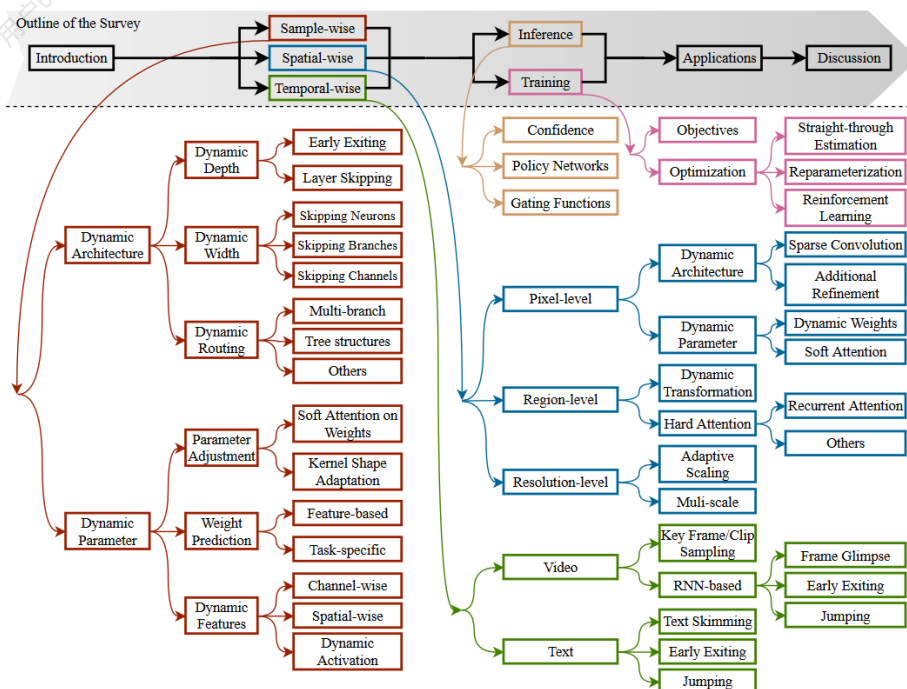 Outline of the Survey
Introduction
Sample-wise
Spatial-wise
Temporal-wise
Inference
Training
Applications
Discussion
Dynamic
Architecture
Dynamic
Depth
Early Exiting
Layer Skipping
Dynamic
Width
Skipping Neurons
Skipping Branches
Skipping Channels
Dynamic
Routing
Multi-branch
Tree structures
Others
Dynamic
Parameter
Parameter
Adjustment
Soft Attention on
Weights
Kernel Shape
Adaptation
Weight
Prediction
Feature-based
Task-specific
Dynamic
Features
Channel-wise
Spatial-wise
Dynamic
Activation
Confidence
Policy Networks
Gating Functions
Objectives
Optimization
Straight-through
Estimation
Reparameterization
Reinforcement
Learning
Pixel-level
Dynamic
Architecture
Sparse Convolution
Additional
Refinement
Dynamic
Parameter
Dynamic Weights
Soft Attention
Region-level
Dynamic
Transformation
Hard Attention
Recurrent Attention
Others
Resolution-level
Adaptive
Scaling
Muli-scale
Video
Key Frame/Clip
Sampling
RNN-based
Frame Glimpse
Early Exiting
Jumping
Text
Text Skimming
Early Exiting
Jumping